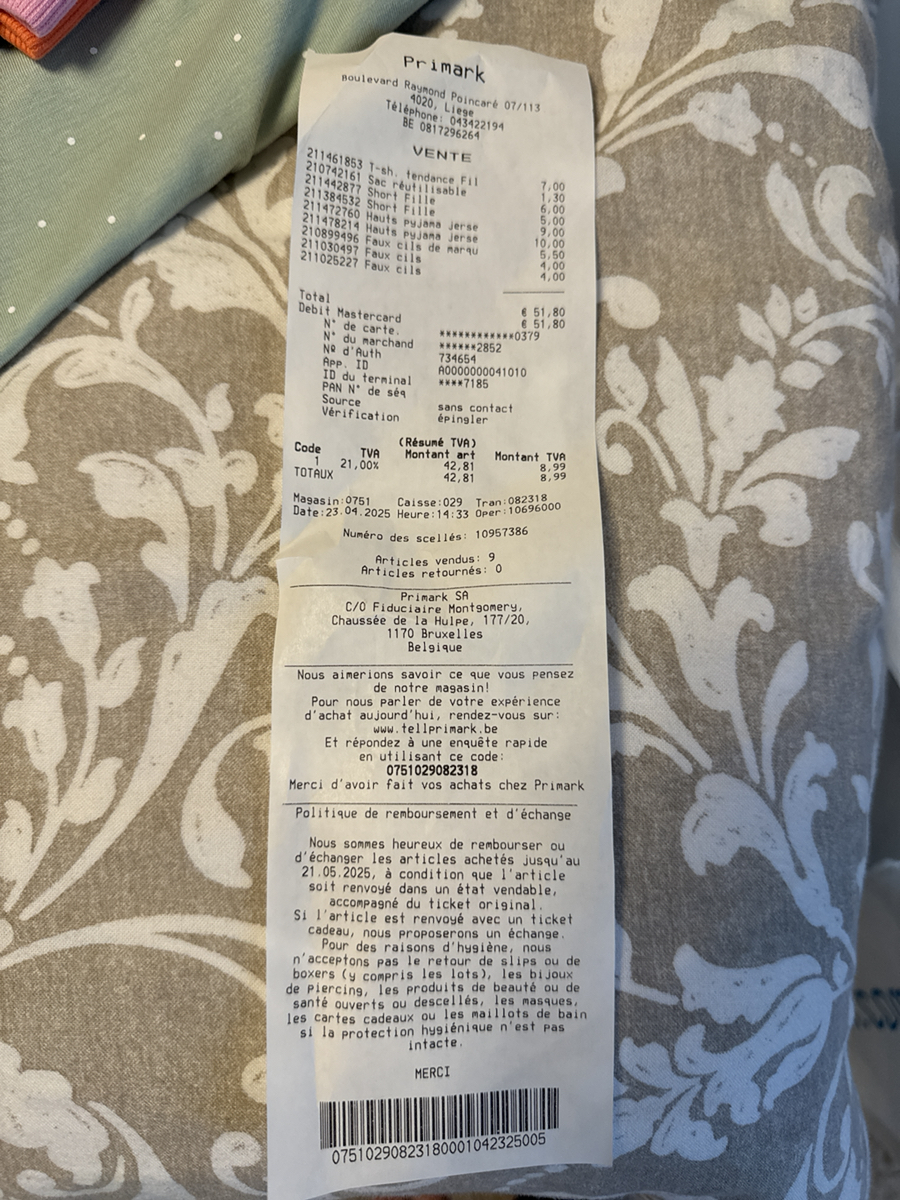 Primark
Boulevard Raymond Poincaré 07/113
4020, Liege
Téléphone: 043422194
BE 0817296264
VENTE
211461853 T-sh. tendance Fil 7,00
210742161 Sac réutilisable 1,30
211442877 Short Fille 6,00
211384532 Short Fille 5,00
211472760 Hauts pyjama jerse 9,00
211478214 Hauts pyjama jerse 10,00
210899496 Faux cils de marqu 5,50
211030497 Faux cils 4,00
211025227 Faux cils 4,00
Total € 51,80
Debit Mastercard € 51,80
N° de carte. ************0379
N° du marchand ******2852
Nº d'Auth 734654
App. ID A0000000041010
ID du terminal ****7185
PAN N° de séq
Source sans contact
Vérification épingler
(Résumé TVA)
Code TVA Montant art Montant TVA
1 21,00% 42,81 8,99
TOTAUX 42,81 8,99
Magasin:0751 Caisse:029 Tran:082318
Date:23.04.2025 Heure:14:33 Oper:10696000
Numéro des scellés: 10957386
Articles vendus: 9
Articles retournés: 0
Primark SA
C/O Fiduciaire Montgomery,
Chaussée de la Hulpe, 177/20,
1170 Bruxelles
Belgique
Nous aimerions savoir ce que vous pensez
de notre magasin!
Pour nous parler de votre expérience
d'achat aujourd'hui, rendez-vous sur:
www.tellprimark.be
Et répondez à une enquête rapide
en utilisant ce code:
0751029082318
Merci d'avoir fait vos achats chez Primark
Politique de remboursement et d'échange
Nous sommes heureux de rembourser ou
d'échanger les articles achetés jusqu'au
21.05.2025, à condition que l'article
soit renvoyé dans un état vendable,
accompagné du ticket original.
Si l'article est renvoyé avec un ticket
cadeau, nous proposerons un échange.
Pour des raisons d'hygiène, nous
n'acceptons pas le retour de slips ou de
boxers (y compris les lots), les bijoux
de piercing, les produits de beauté ou de
santé ouverts ou descellés, les masques,
les cartes cadeaux ou les maillots de bain
si la protection hygiénique n'est pas
intacte.
MERCI
07510290823180001042325005